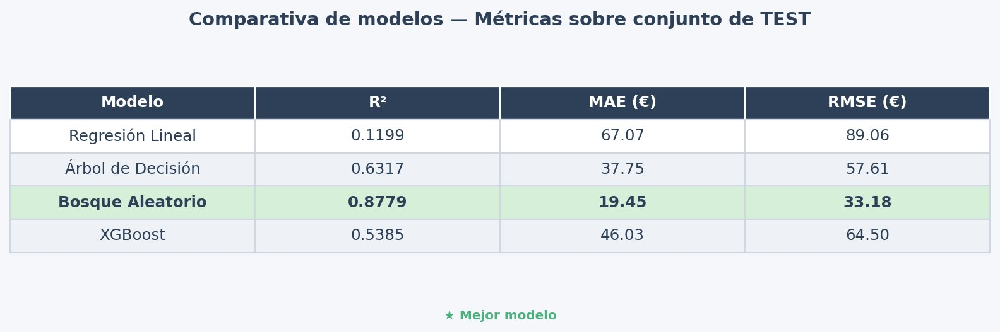 Comparativa de modelos — Métricas sobre conjunto de TEST
Modelo R² MAE (€) RMSE (€)
Regresión Lineal 0.1199 67.07 89.06
Árbol de Decisión 0.6317 37.75 57.61
Bosque Aleatorio 0.8779 19.45 33.18
XGBoost 0.5385 46.03 64.50
★ Mejor modelo